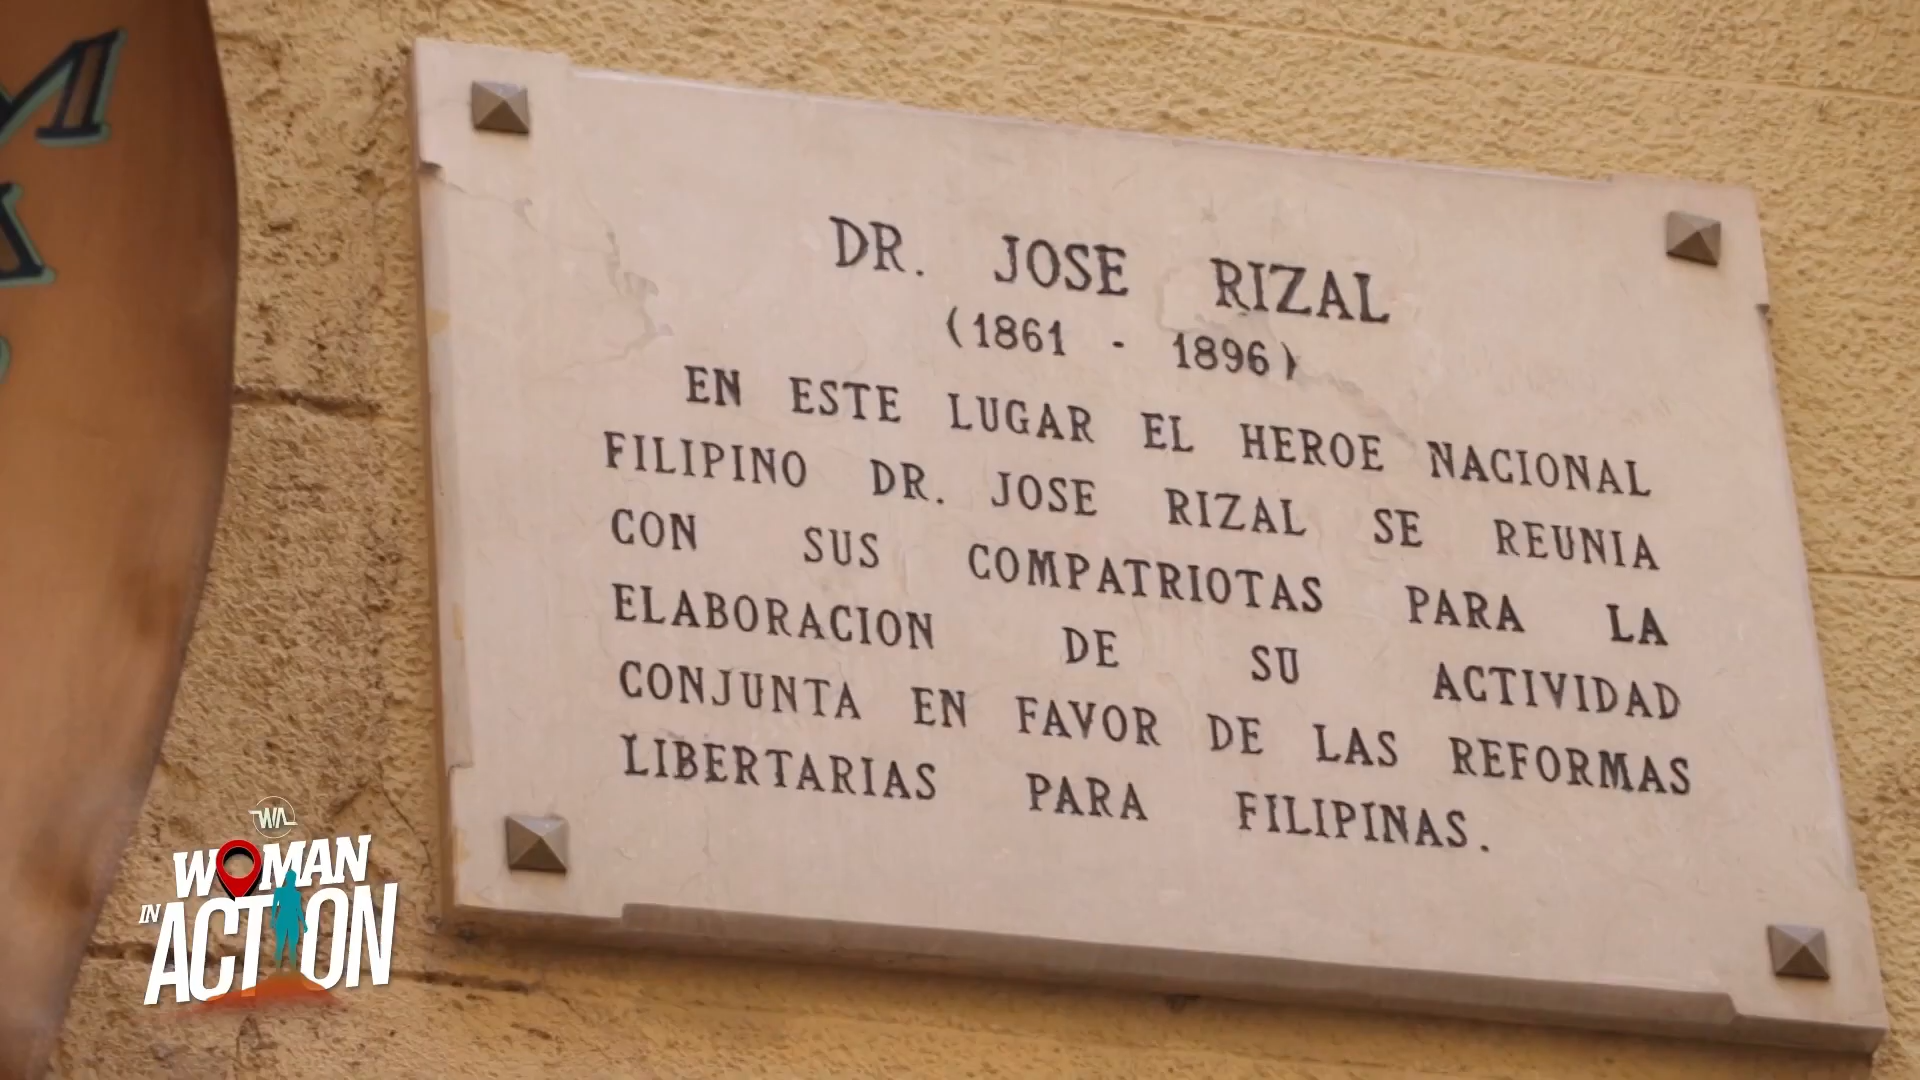 DR. JOSE RIZAL
(1861 - 1896)
EN ESTE LUGAR EL HEROE NACIONAL
FILIPINO DR. JOSE RIZAL SE REUNIA
CON SUS COMPATRIOTAS PARA LA
ELABORACION DE SU ACTIVIDAD
CONJUNTA EN FAVOR DE LAS REFORMAS
LIBERTARIAS PARA FILIPINAS.
WA
WOMAN
IN ACTION